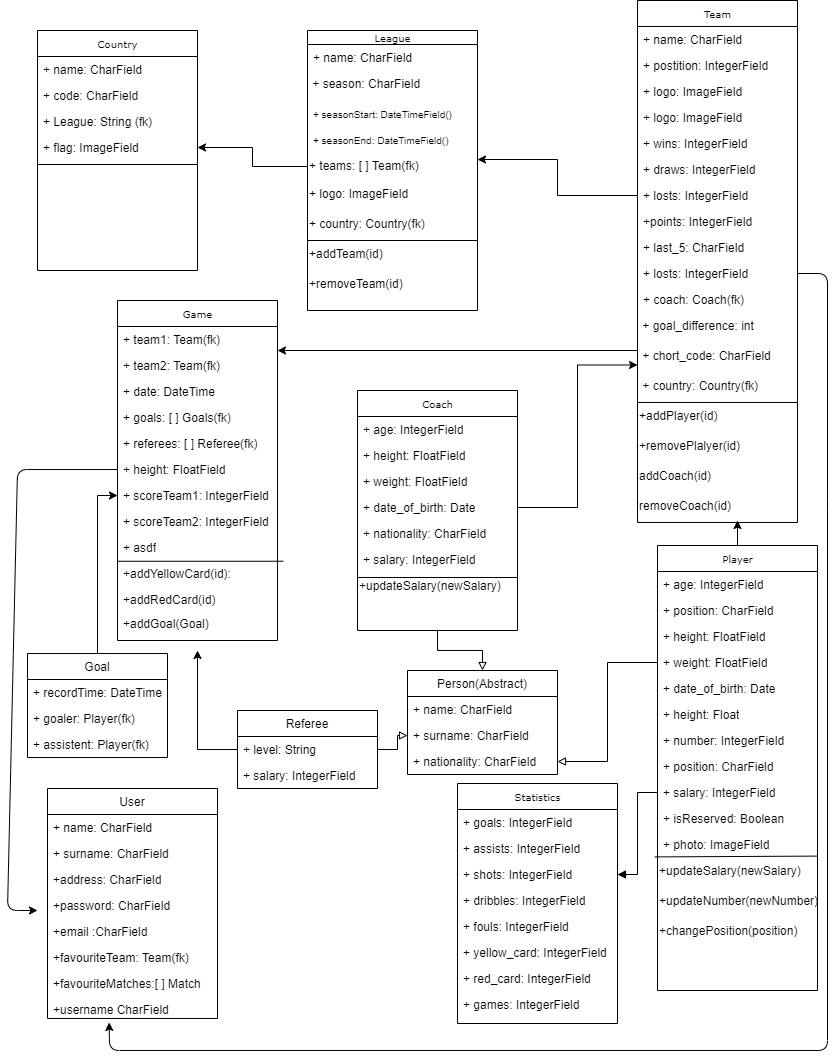 Country
+ name: CharField
+ code: CharField
+ League: String (fk)
+ flag: ImageField
League
+ name: CharField
+ season: CharField
+ seasonStart: DateTimeField()
+ seasonEnd: DateTimeField()
+ teams: [ ] Team(fk)
+ logo: ImageField
+ country: Country(fk)
+addTeam(id)
+removeTeam(id)
Team
+ name: CharField
+ postition: IntegerField
+ logo: ImageField
+ logo: ImageField
+ wins: IntegerField
+ draws: IntegerField
+ losts: IntegerField
+points: IntegerField
+ last_5: CharField
+ losts: IntegerField
+ coach: Coach(fk)
+ goal_difference: int
+ chort_code: CharField
+ country: Country(fk)
+addPlayer(id)
+removePlalyer(id)
addCoach(id)
removeCoach(id)
Game
+ team1: Team(fk)
+ team2: Team(fk)
+ date: DateTime
+ goals: [ ] Goals(fk)
+ referees: [ ] Referee(fk)
+ height: FloatField
+ scoreTeam1: IntegerField
+ scoreTeam2: IntegerField
+ asdf
+addYellowCard(id):
+addRedCard(id)
+addGoal(Goal)
Coach
+ age: IntegerField
+ height: FloatField
+ weight: FloatField
+ date_of_birth: Date
+ nationality: CharField
+ salary: IntegerField
+updateSalary(newSalary)
Player
+ age: IntegerField
+ position: CharField
+ height: FloatField
+ weight: FloatField
+ date_of_birth: Date
+ height: Float
+ number: IntegerField
+ position: CharField
+ salary: IntegerField
+ isReserved: Boolean
+ photo: ImageField
+updateSalary(newSalary)
+updateNumber(newNumber)
+changePosition(position)
Goal
+ recordTime: DateTime
+ goaler: Player(fk)
+ assistent: Player(fk)
Referee
+ level: String
+ salary: IntegerField
Person(Abstract)
+ name: CharField
+ surname: CharField
+ nationality: CharField
User
+ name: CharField
+ surname: CharField
+address: CharField
+password: CharField
+email :CharField
+favouriteTeam: Team(fk)
+favouriteMatches:[ ] Match
+username CharField
Statistics
+ goals: IntegerField
+ assists: IntegerField
+ shots: IntegerField
+ dribbles: IntegerField
+ fouls: IntegerField
+ yellow_card: IntegerField
+ red_card: IntegerField
+ games: IntegerField